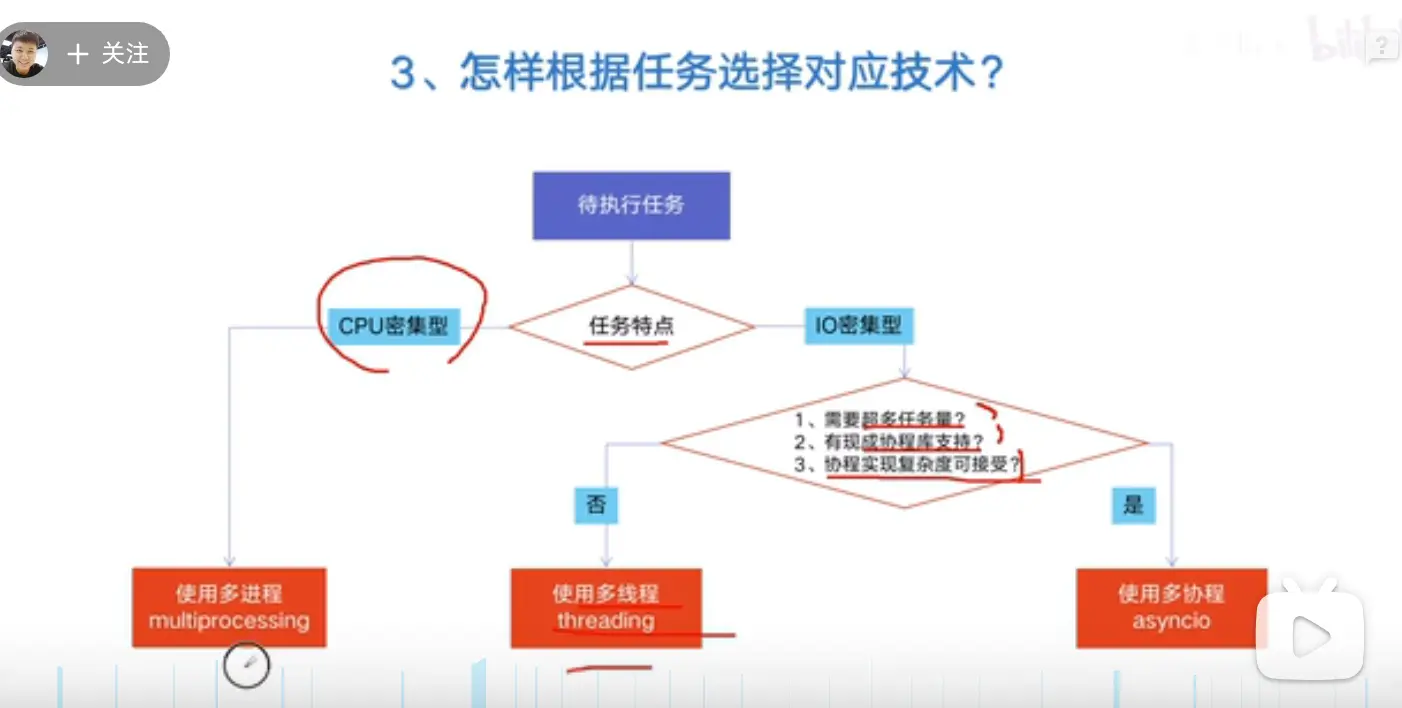 + 关注
3、怎样根据任务选择对应技术?
待执行任务
CPU密集型
任务特点
IO密集型
1、需要超多任务量?
2、有现成协程库支持?
3、协程实现复杂度可接受?
否
是
使用多进程
multiprocessing
使用多线程
threading
使用多协程
asyncio